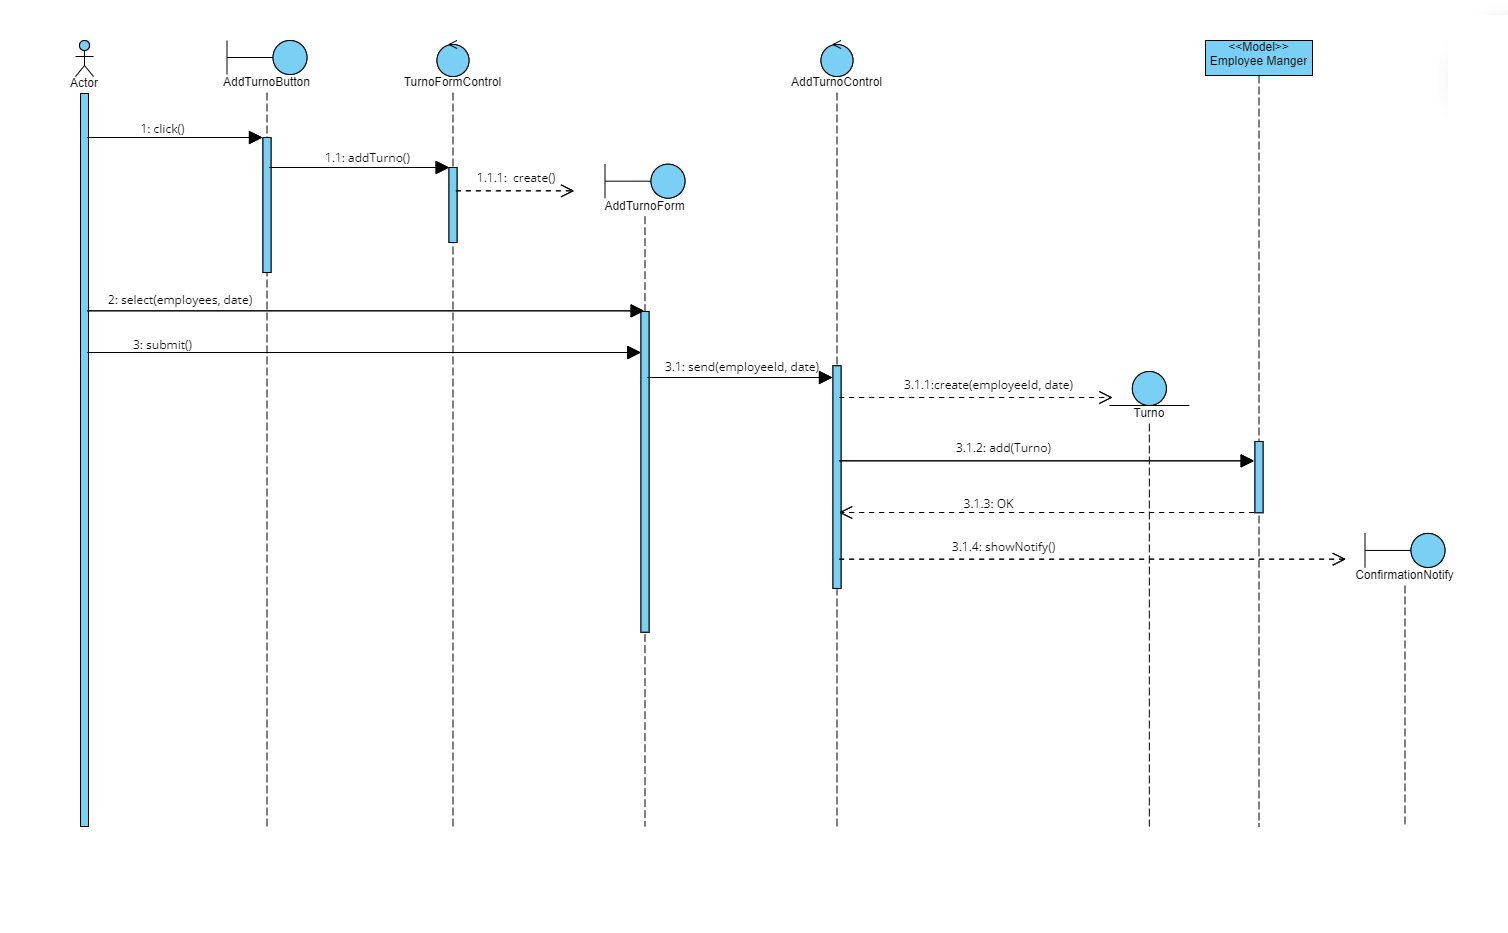 <<Model>>
Employee Manger
Actor
AddTurnoButton
TurnoFormControl
AddTurnoControl
1: click()
1.1: addTurno()
1.1.1: create()
AddTurnoForm
2: select(employees, date)
3: submit()
3.1: send(employeeId, date)
3.1.1:create(employeeId, date)
Turno
3.1.2: add(Turno)
3.1.3: OK
3.1.4: showNotify()
ConfirmationNotify